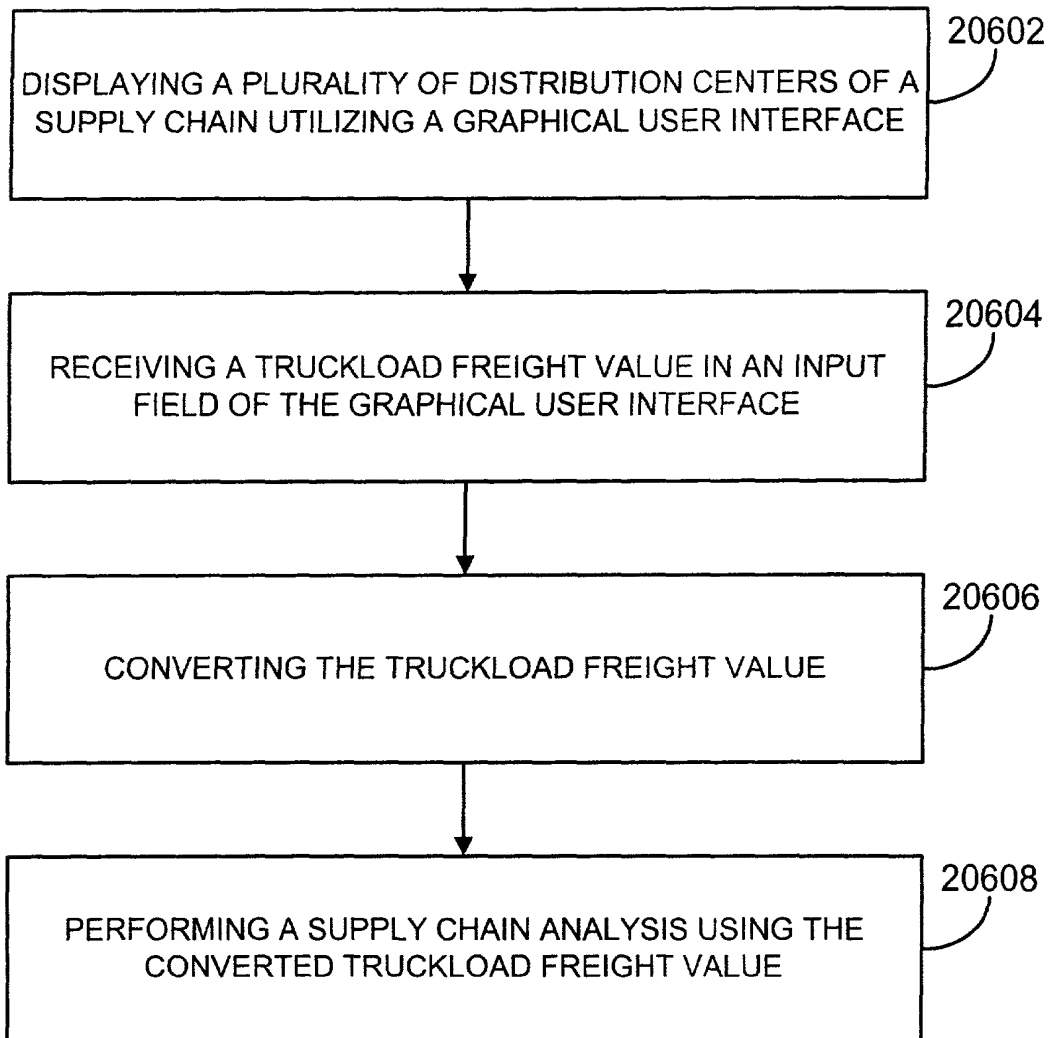 20602
DISPLAYING A PLURALITY OF DISTRIBUTION CENTERS OF A
SUPPLY CHAIN UTILIZING A GRAPHICAL USER INTERFACE
20604
RECEIVING A TRUCKLOAD FREIGHT VALUE IN AN INPUT
FIELD OF THE GRAPHICAL USER INTERFACE
20606
CONVERTING THE TRUCKLOAD FREIGHT VALUE
20608
PERFORMING A SUPPLY CHAIN ANALYSIS USING THE
CONVERTED TRUCKLOAD FREIGHT VALUE